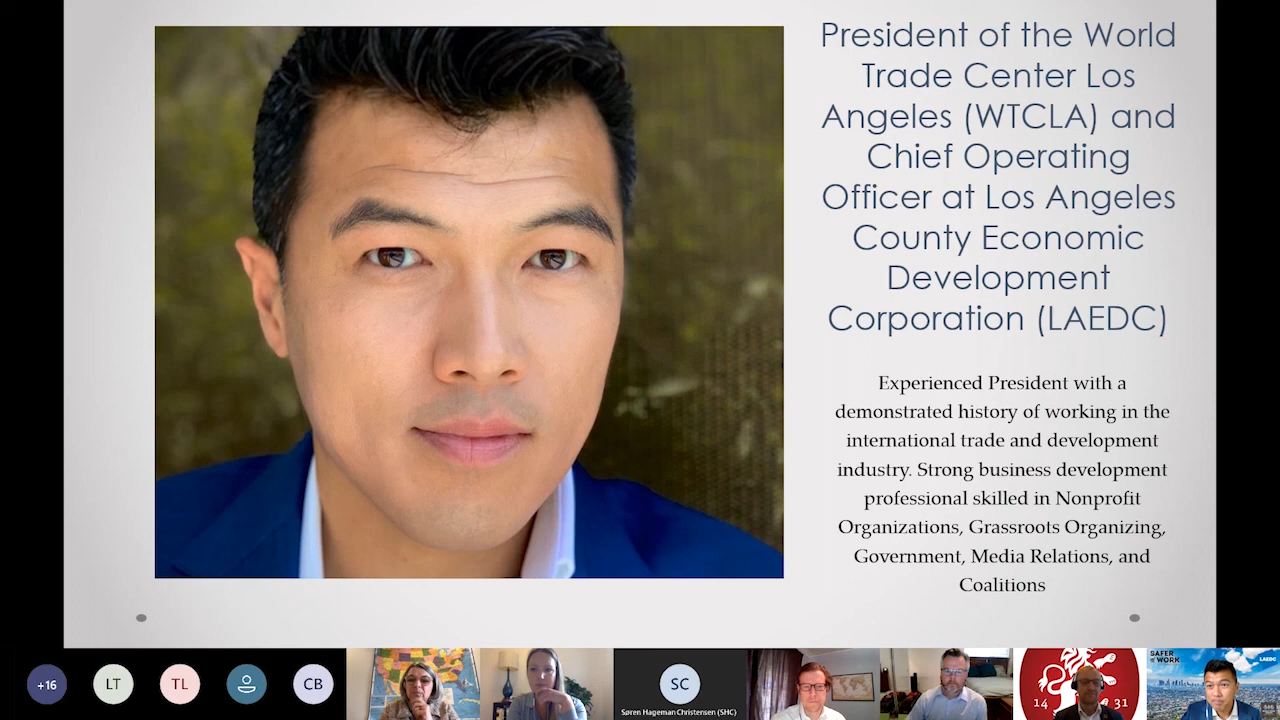 President of the World
Trade Center Los
Angeles (WTCLA) and
Chief Operating
Officer at Los Angeles
County Economic
Development
Corporation (LAEDC)
Experienced President with a
demonstrated history of working in the
international trade and development
industry. Strong business development
professional skilled in Nonprofit
Organizations, Grassroots Organizing,
Government, Media Relations, and
Coalitions
+16
LT
TL
CB
SC
Søren Hageman Christensen (SHC)
14 31
SAFER
WORK
LAEDC